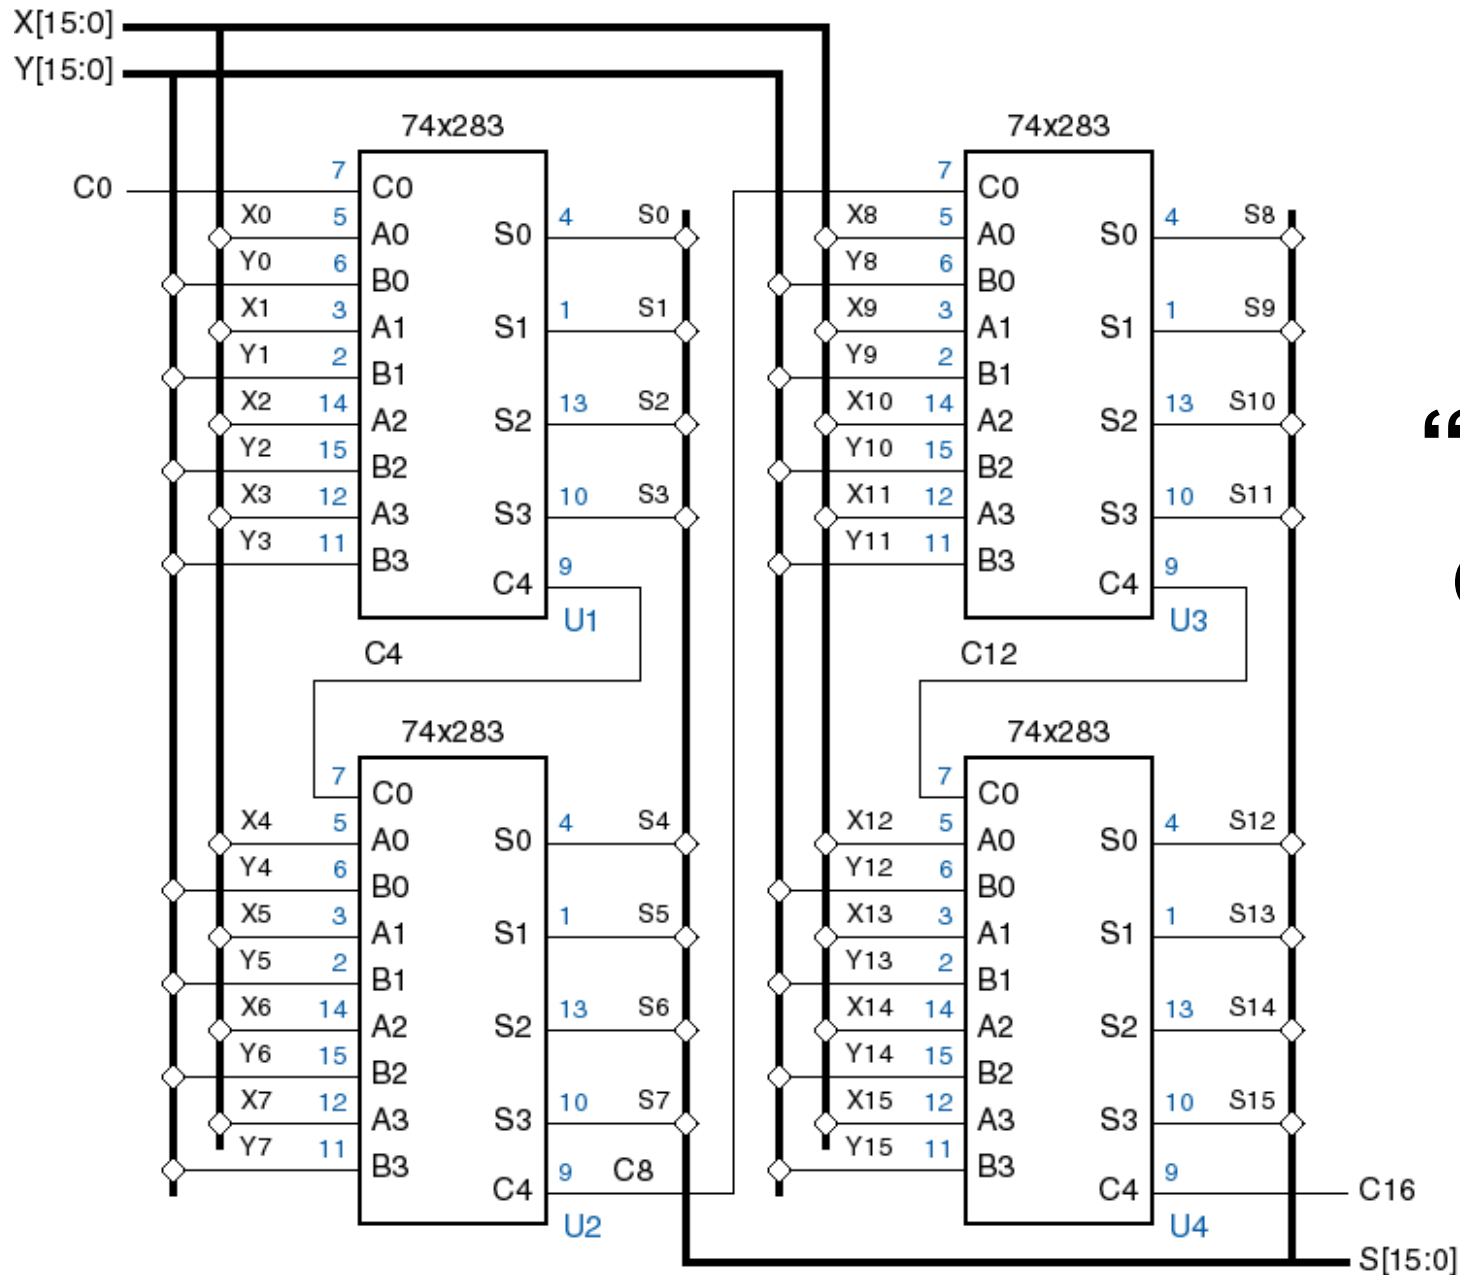 X[15:0]
Y[15:0]
74x283
C0
7 C0
X0 5 A0 S0 4 S0
Y0 6 B0
X1 3 A1 S1 1 S1
Y1 2 B1
X2 14 A2 S2 13 S2
Y2 15 B2
X3 12 A3 S3 10 S3
Y3 11 B3
C4 9
U1
C4
74x283
7 C0
X4 5 A0 S0 4 S4
Y4 6 B0
X5 3 A1 S1 1 S5
Y5 2 B1
X6 14 A2 S2 13 S6
Y6 15 B2
X7 12 A3 S3 10 S7
Y7 11 B3
C4 9 C8
U2
74x283
7 C0
X8 5 A0 S0 4 S8
Y8 6 B0
X9 3 A1 S1 1 S9
Y9 2 B1
X10 14 A2 S2 13 S10
Y10 15 B2
X11 12 A3 S3 10 S11
Y11 11 B3
C4 9
U3
C12
74x283
7 C0
X12 5 A0 S0 4 S12
Y12 6 B0
X13 3 A1 S1 1 S13
Y13 2 B1
X14 14 A2 S2 13 S14
Y14 15 B2
X15 12 A3 S3 10 S15
Y15 11 B3
C4 9 C16
U4
S[15:0]
“